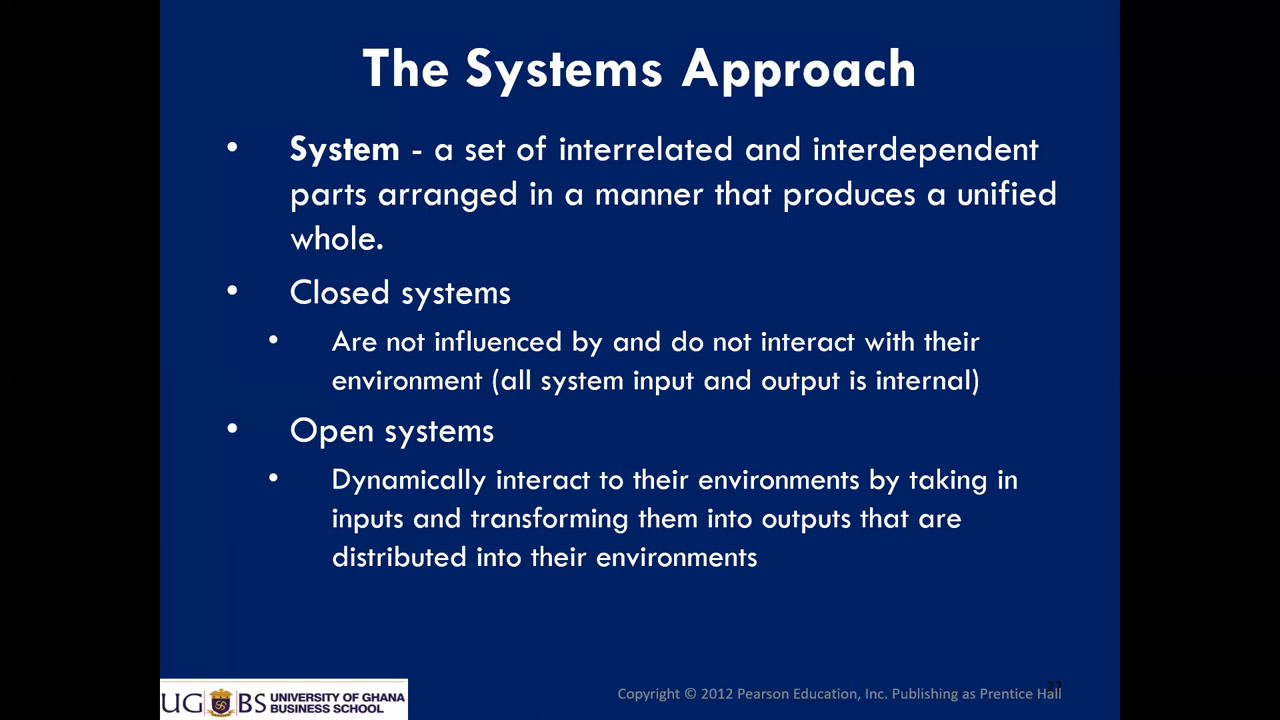 The Systems Approach
• System - a set of interrelated and interdependent
parts arranged in a manner that produces a unified
whole.
• Closed systems
• Are not influenced by and do not interact with their
environment (all system input and output is internal)
• Open systems
• Dynamically interact to their environments by taking in
inputs and transforming them into outputs that are
distributed into their environments
22
Copyright © 2012 Pearson Education, Inc. Publishing as Prentice Hall
UGBS UNIVERSITY OF GHANA
BUSINESS SCHOOL